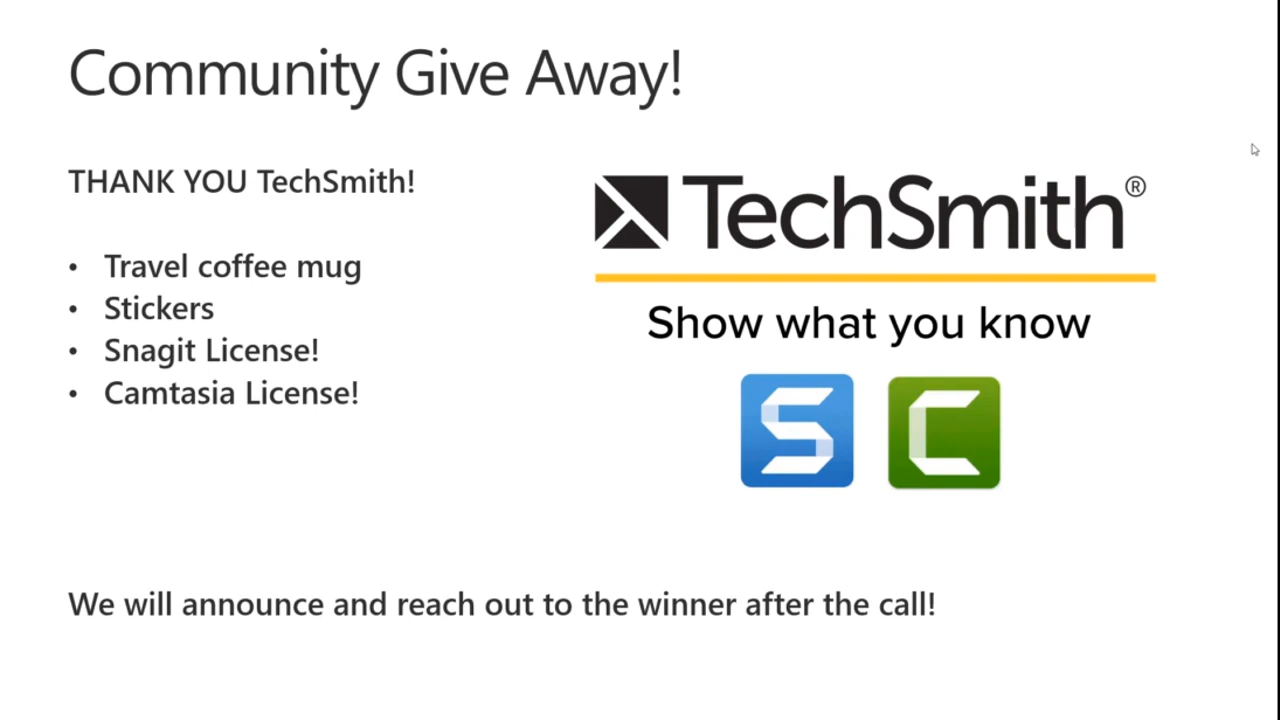 Community Give Away!
THANK YOU TechSmith!
• Travel coffee mug
• Stickers
• Snagit License!
• Camtasia License!
TechSmith®
Show what you know
S C
We will announce and reach out to the winner after the call!